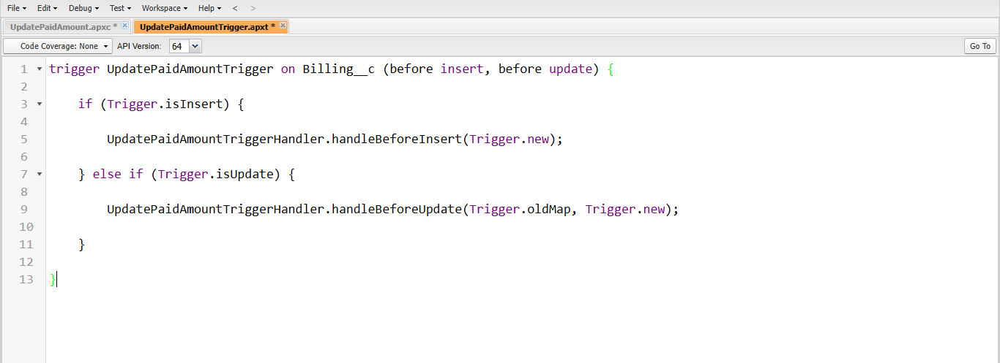 File Edit Debug Test Workspace Help < >
UpdatePaidAmount.apxc * UpdatePaidAmountTrigger.apxt *
Code Coverage: None API Version: 64 Go To
1 trigger UpdatePaidAmountTrigger on Billing__c (before insert, before update) {
2
3 if (Trigger.isInsert) {
4
5 UpdatePaidAmountTriggerHandler.handleBeforeInsert(Trigger.new);
6
7 } else if (Trigger.isUpdate) {
8
9 UpdatePaidAmountTriggerHandler.handleBeforeUpdate(Trigger.oldMap, Trigger.new);
10
11 }
12
13 }